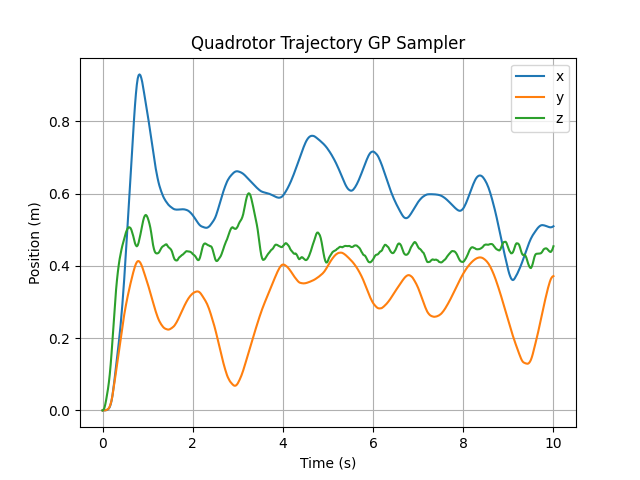 Quadrotor Trajectory GP Sampler
x
y
z
Position (m)
0.8
0.6
0.4
0.2
0.0
0 2 4 6 8 10
Time (s)